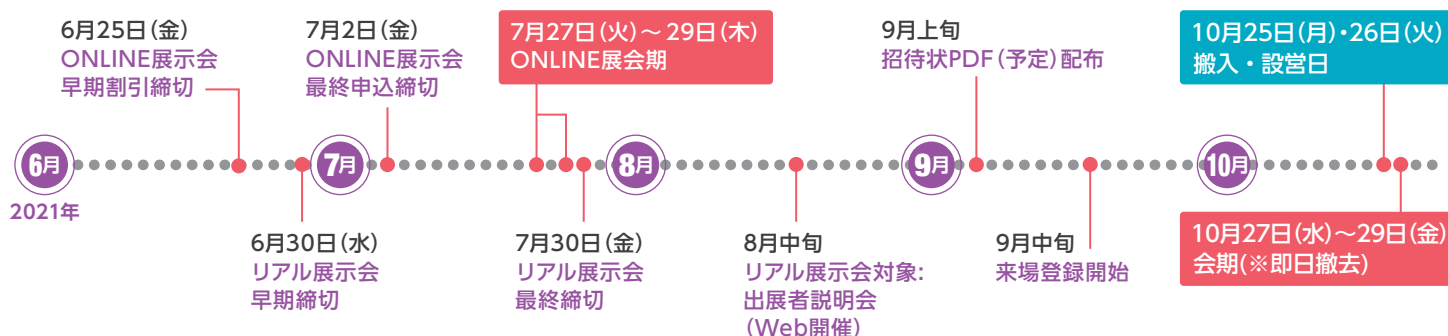 6月25日（金）
ONLINE展示会
早期割引締切
7月2日（金）
ONLINE展示会
最終申込締切
7月27日（火）～29日（木）
ONLINE展会期
9月上旬
招待状PDF（予定）配布
10月25日（月）・26日（火）
搬入・設営日
6月
7月
8月
9月
10月
2021年
6月30日（水）
リアル展示会
早期締切
7月30日（金）
リアル展示会
最終締切
8月中旬
リアル展示会対象:
出展者説明会
（Web開催）
9月中旬
来場登録開始
10月27日（水）～29日（金）
会期(※即日撤去)